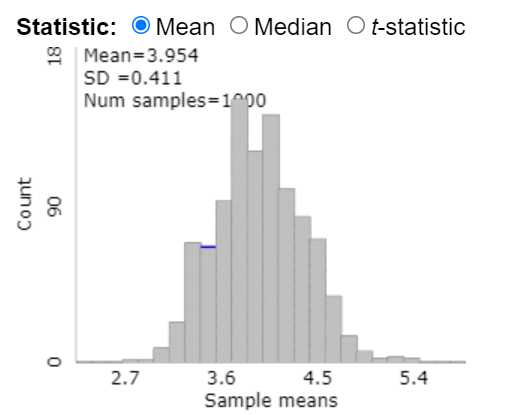 Statistic: Mean Median t-statistic
18
Mean=3.954
SD =0.411
Num samples=1000
Count
90
0
2.7 3.6 4.5 5.4
Sample means